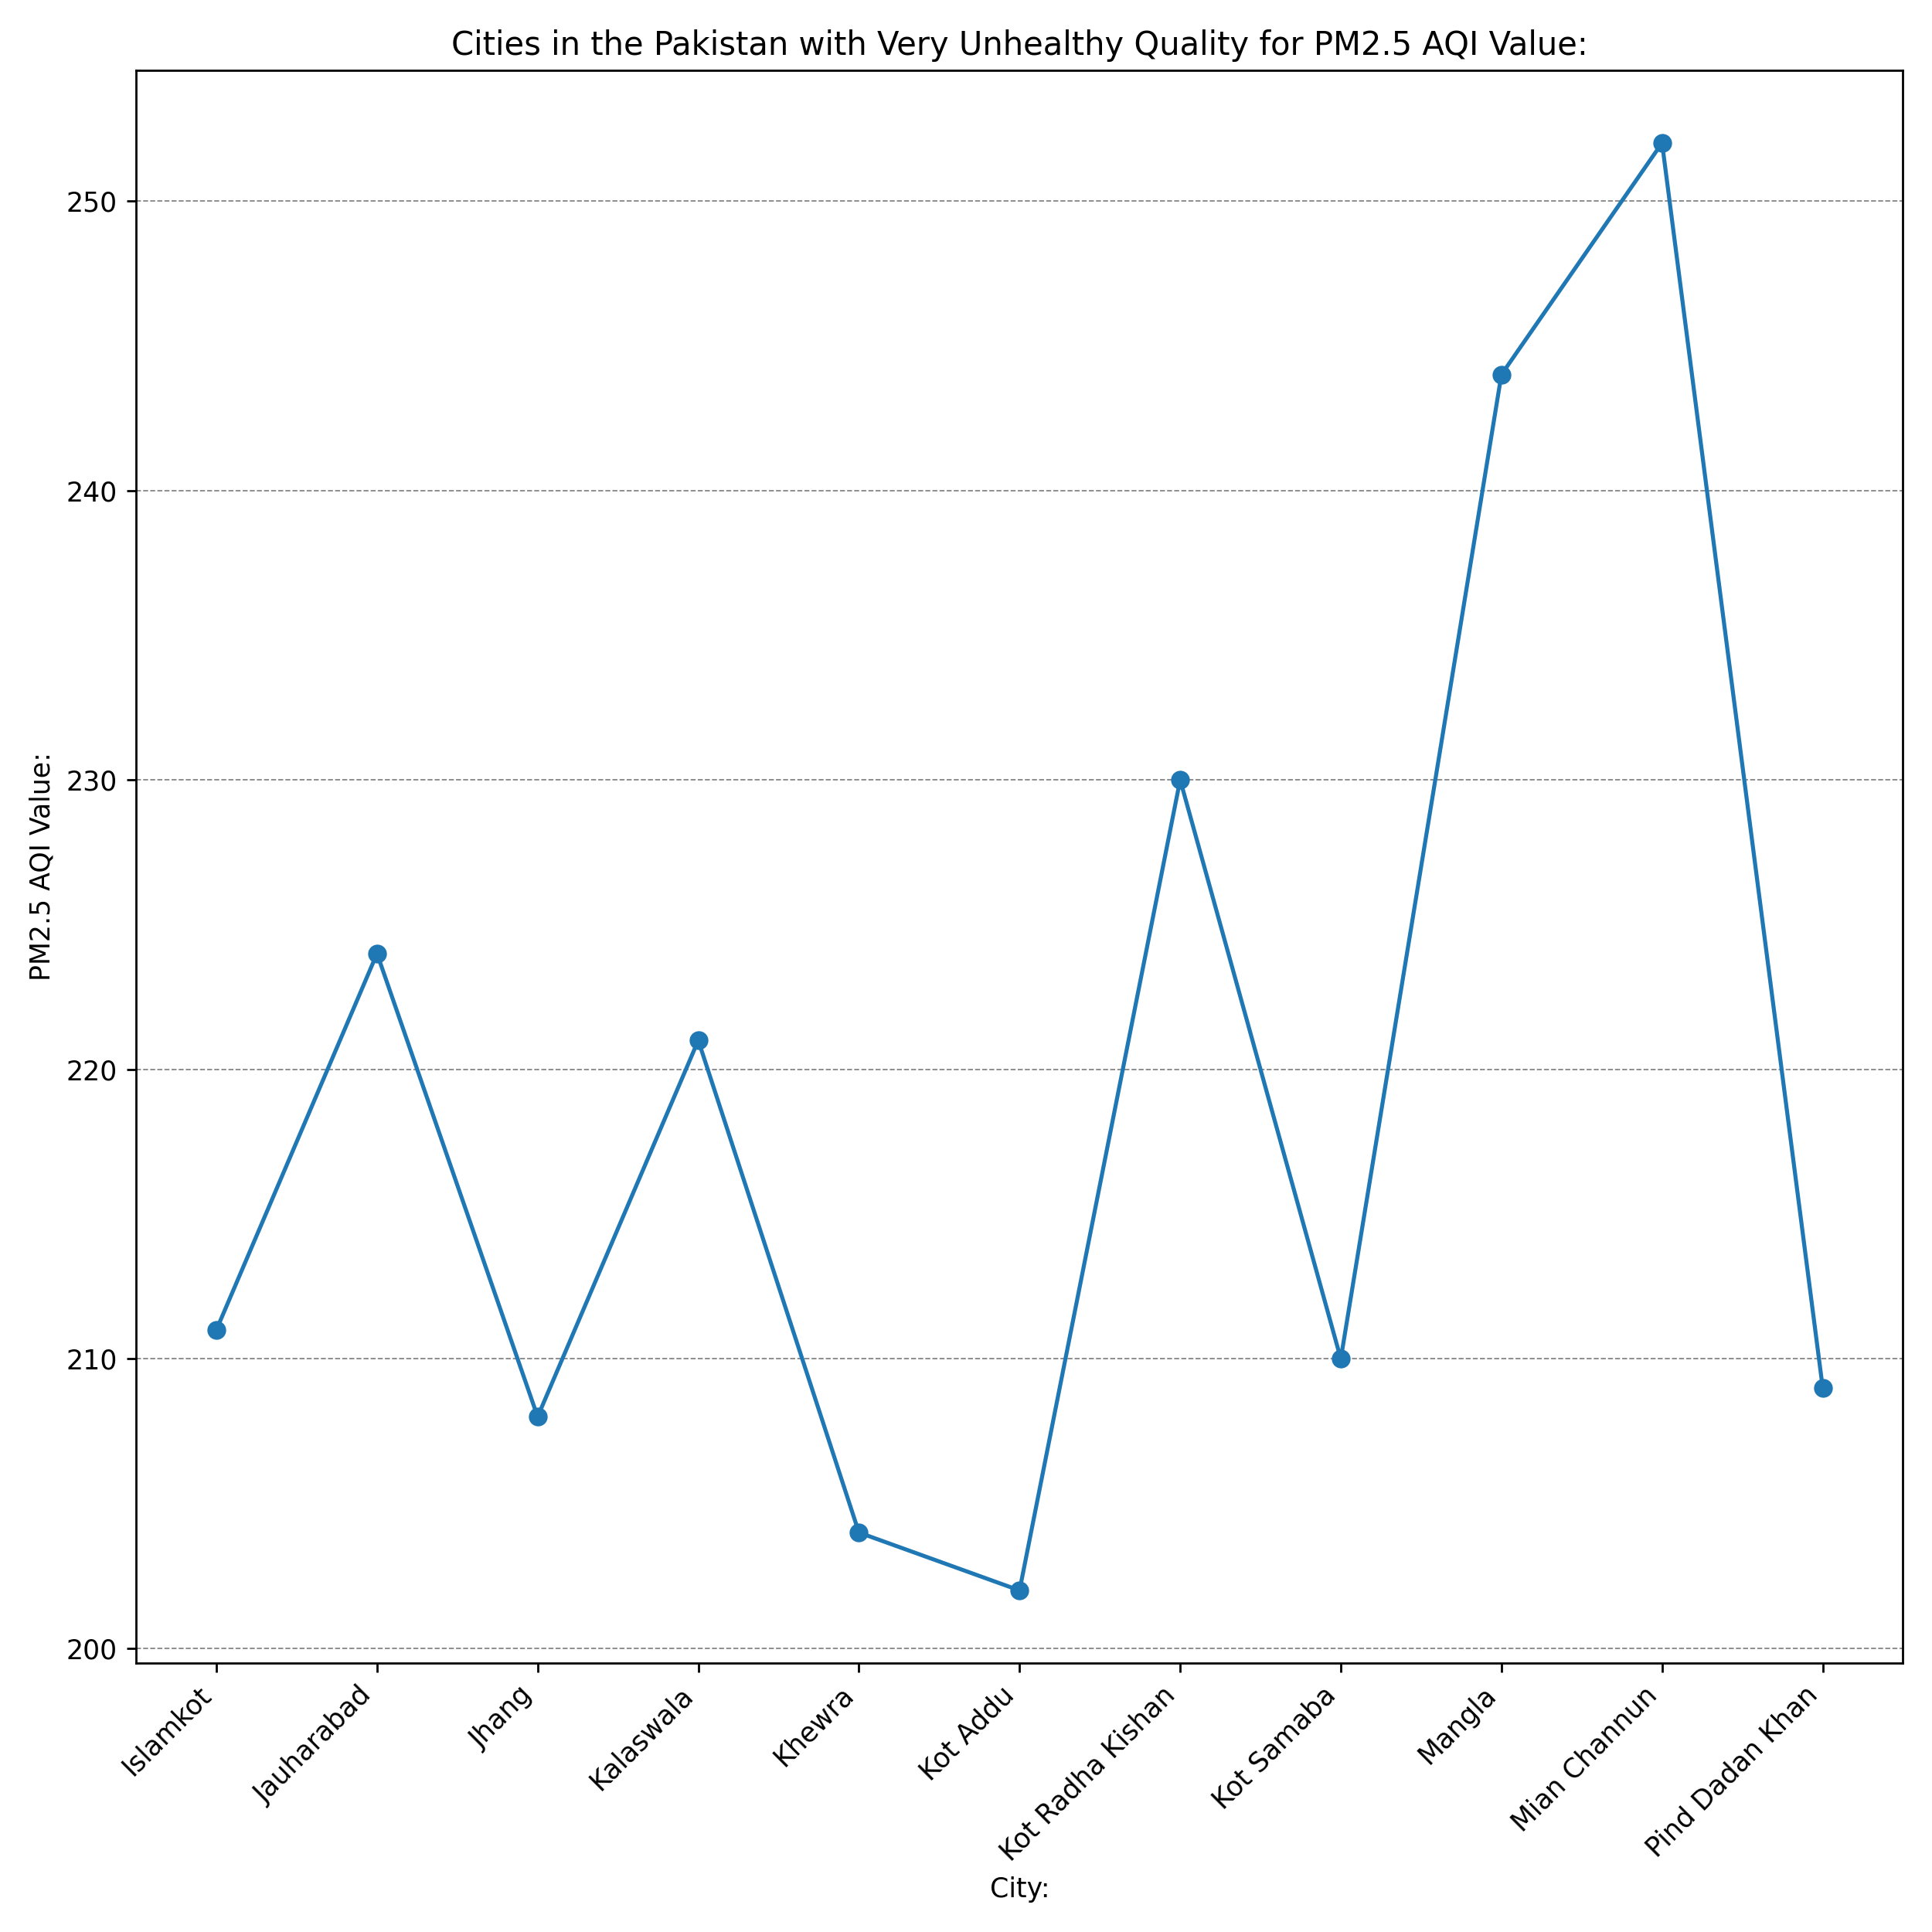 Cities in the Pakistan with Very Unhealthy Quality for PM2.5 AQI Value:
PM2.5 AQI Value:
250
240
230
220
210
200
Islamkot
Jauharabad
Jhang
Kalaswala
Khewra
Kot Addu
Kot Radha Kishan
Kot Samaba
Mangla
Mian Channun
Pind Dadan Khan
City: